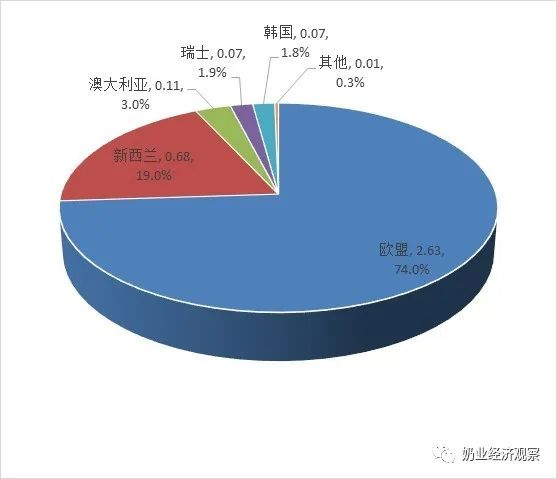 韩国, 0.07,
1.8%
瑞士, 0.07,
1.9%
其他, 0.01,
0.3%
澳大利亚, 0.11,
3.0%
新西兰, 0.68,
19.0%
欧盟, 2.63,
74.0%
奶业经济观察